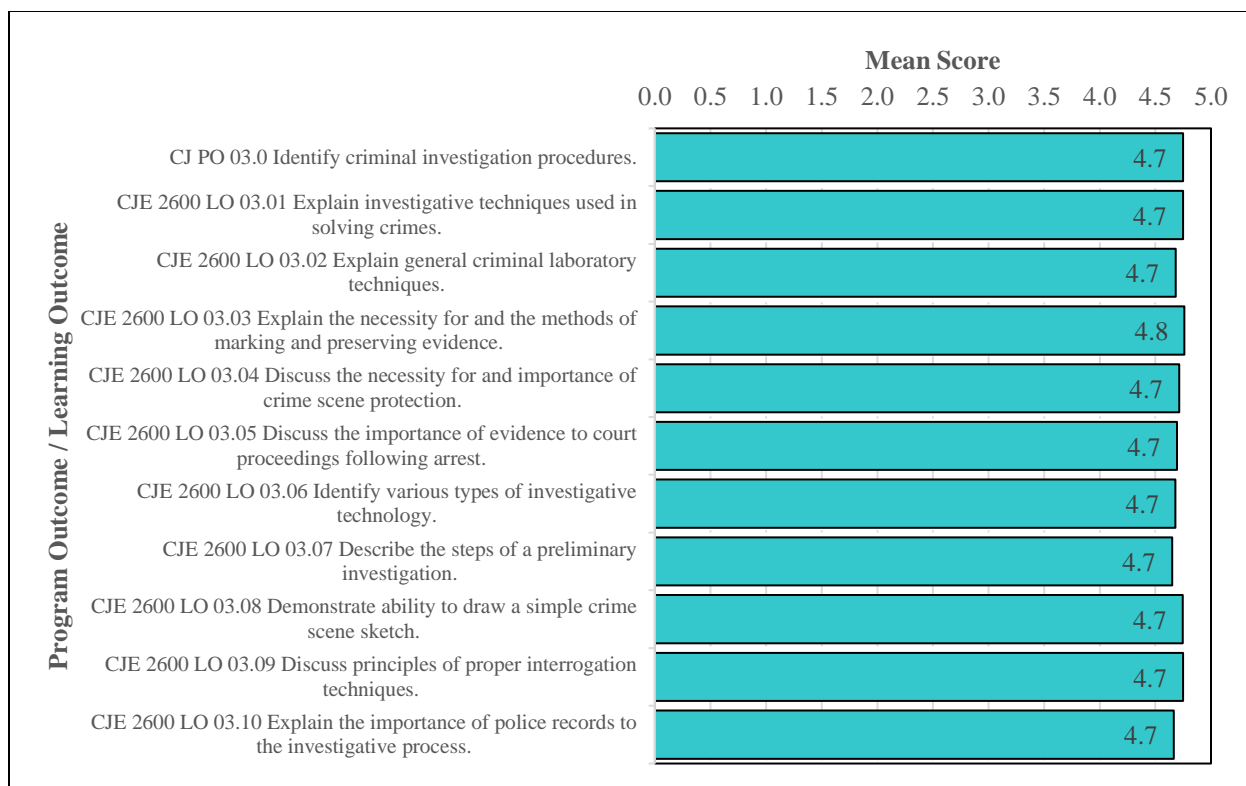 Mean Score
0.0 0.5 1.0 1.5 2.0 2.5 3.0 3.5 4.0 4.5 5.0
Program Outcome / Learning Outcome
CJ PO 03.0 Identify criminal investigation procedures.
4.7
CJE 2600 LO 03.01 Explain investigative techniques used in
solving crimes.
4.7
CJE 2600 LO 03.02 Explain general criminal laboratory
techniques.
4.7
CJE 2600 LO 03.03 Explain the necessity for and the methods of
marking and preserving evidence.
4.8
CJE 2600 LO 03.04 Discuss the necessity for and importance of
crime scene protection.
4.7
CJE 2600 LO 03.05 Discuss the importance of evidence to court
proceedings following arrest.
4.7
CJE 2600 LO 03.06 Identify various types of investigative
technology.
4.7
CJE 2600 LO 03.07 Describe the steps of a preliminary
investigation.
4.7
CJE 2600 LO 03.08 Demonstrate ability to draw a simple crime
scene sketch.
4.7
CJE 2600 LO 03.09 Discuss principles of proper interrogation
techniques.
4.7
CJE 2600 LO 03.10 Explain the importance of police records to
the investigative process.
4.7